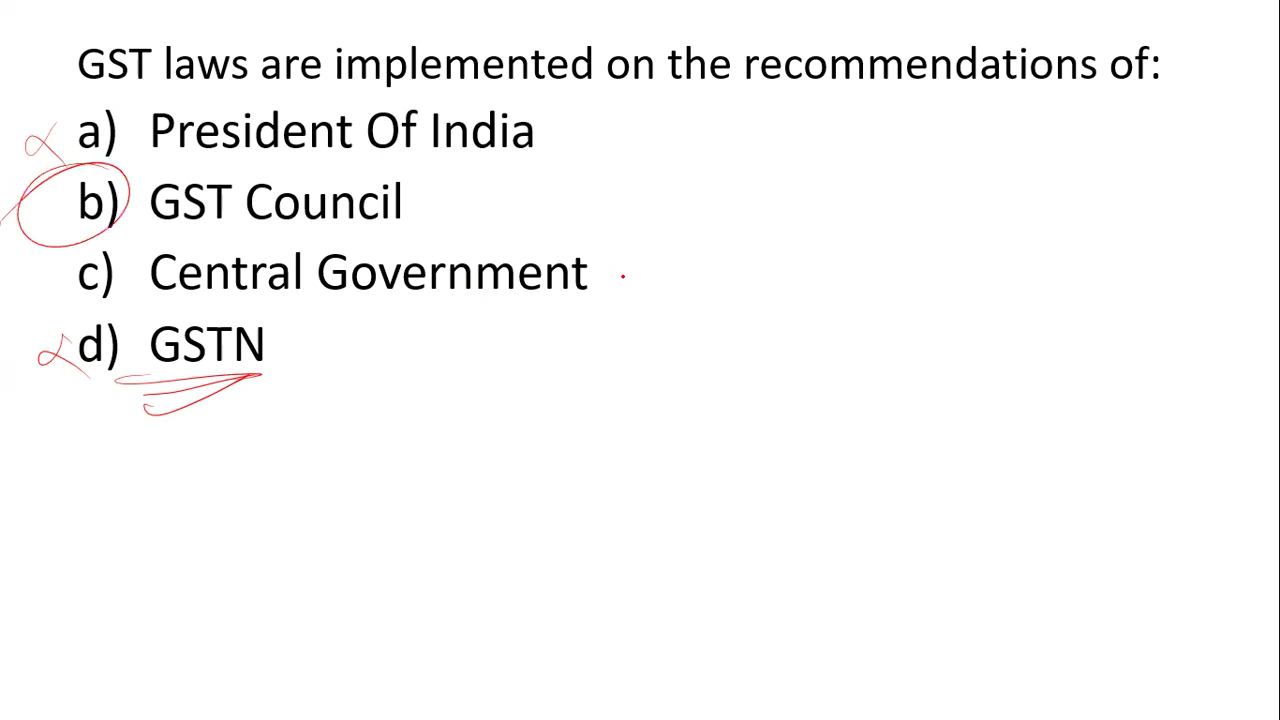 GST laws are implemented on the recommendations of:
a) President Of India
b) GST Council
c) Central Government
d) GSTN